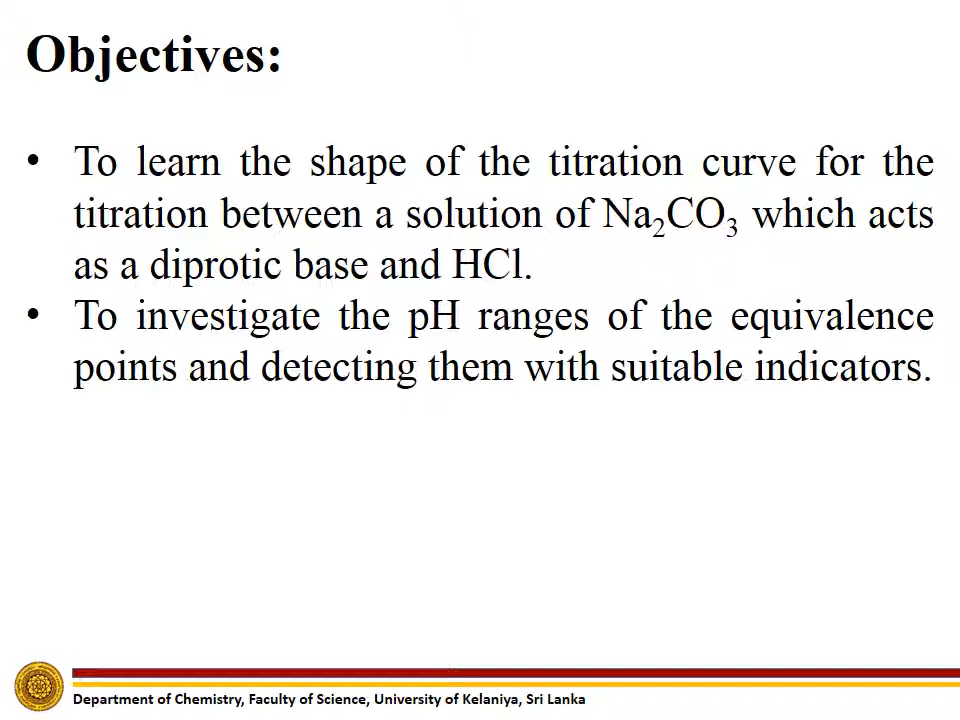 Objectives:
• To learn the shape of the titration curve for the
titration between a solution of Na₂CO₃ which acts
as a diprotic base and HCl.
• To investigate the pH ranges of the equivalence
points and detecting them with suitable indicators.
Department of Chemistry, Faculty of Science, University of Kelaniya, Sri Lanka